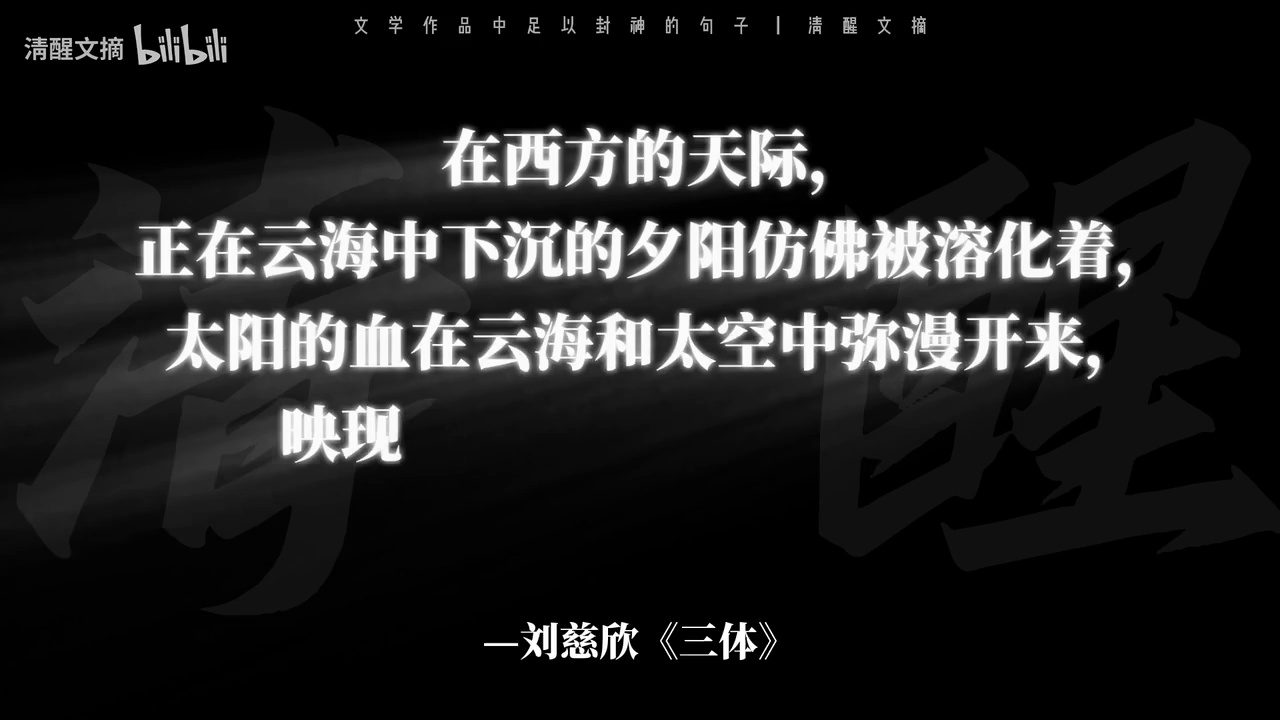 文学作品中足以封神的句子 | 清醒文摘
清醒文摘 bilibili
在西方的天际,
正在云海中下沉的夕阳仿佛被溶化着,
太阳的血在云海和太空中弥漫开来,
映现
清醒
—刘慈欣《三体》